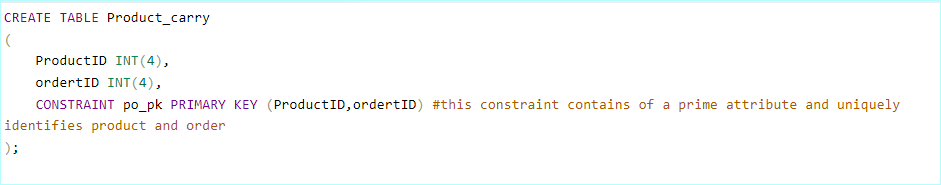 CREATE TABLE Product_carry
(
    ProductID INT(4),
    ordertID INT(4),
    CONSTRAINT po_pk PRIMARY KEY (ProductID,ordertID) #this constraint contains of a prime attribute and uniquely
identifies product and order
);